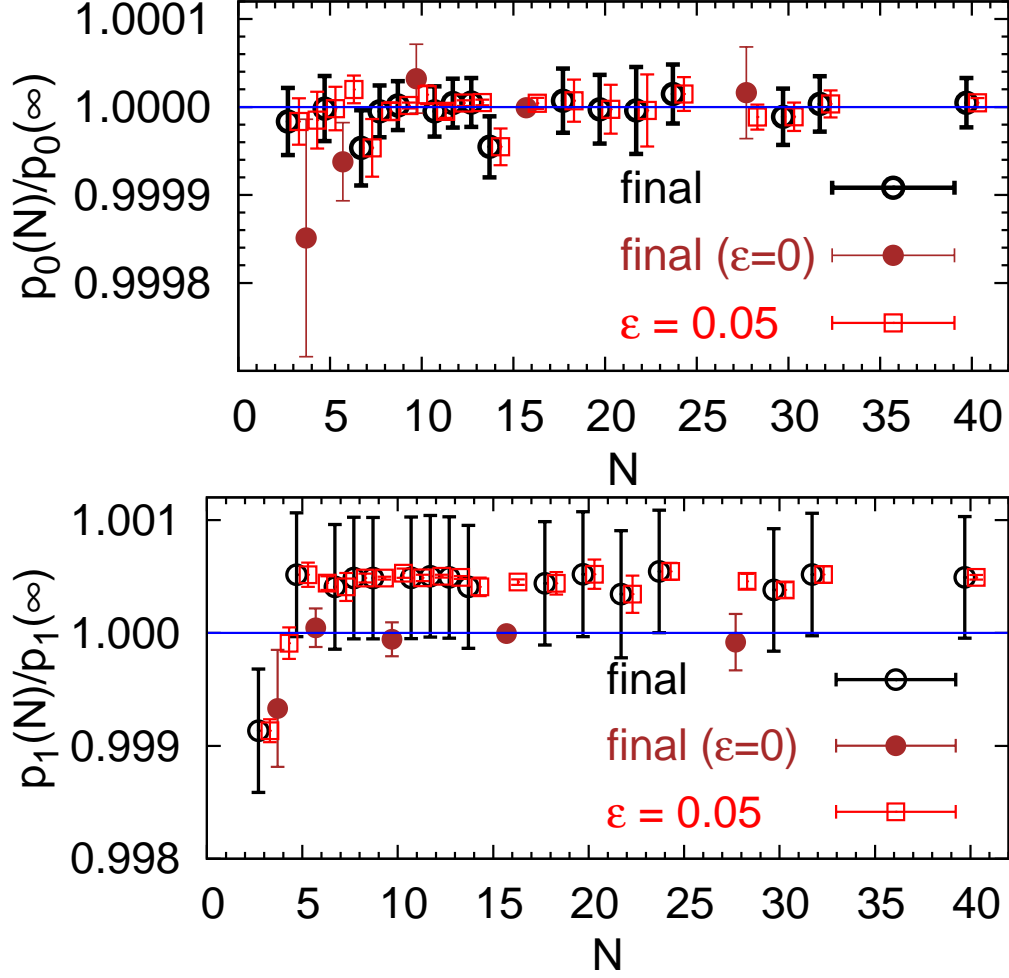 1.0001
1.0000
0.9999
0.9998
p₀(N)/p₀(∞)
final
final (ε=0)
ε = 0.05
0 5 10 15 20 25 30 35 40
N
1.001
1.000
0.999
0.998
p₁(N)/p₁(∞)
final
final (ε=0)
ε = 0.05
0 5 10 15 20 25 30 35 40
N